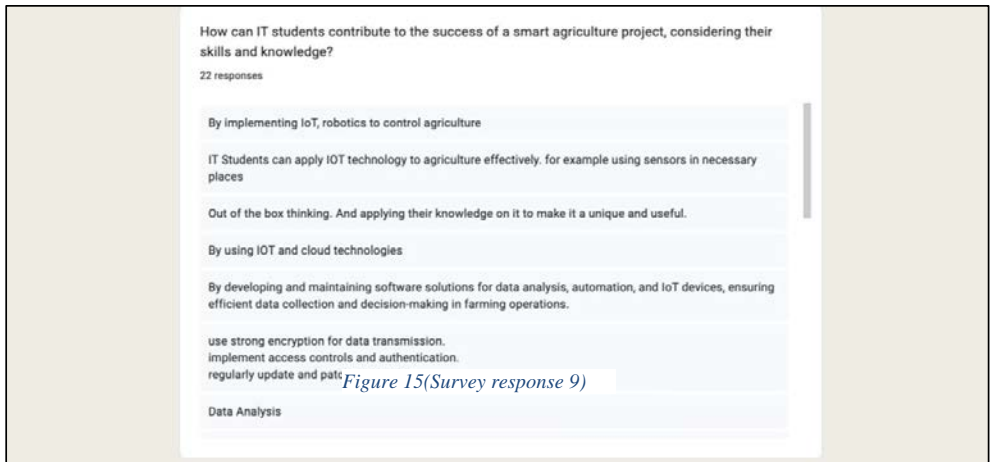 How can IT students contribute to the success of a smart agriculture project, considering their
skills and knowledge?
22 responses
By implementing IoT, robotics to control agriculture
IT Students can apply IOT technology to agriculture effectively. for example using sensors in necessary
places
Out of the box thinking. And applying their knowledge on it to make it a unique and useful.
By using IOT and cloud technologies
By developing and maintaining software solutions for data analysis, automation, and IoT devices, ensuring
efficient data collection and decision-making in farming operations.
use strong encryption for data transmission.
implement access controls and authentication.
regularly update and
Figure 15(Survey response 9)
Data Analysis